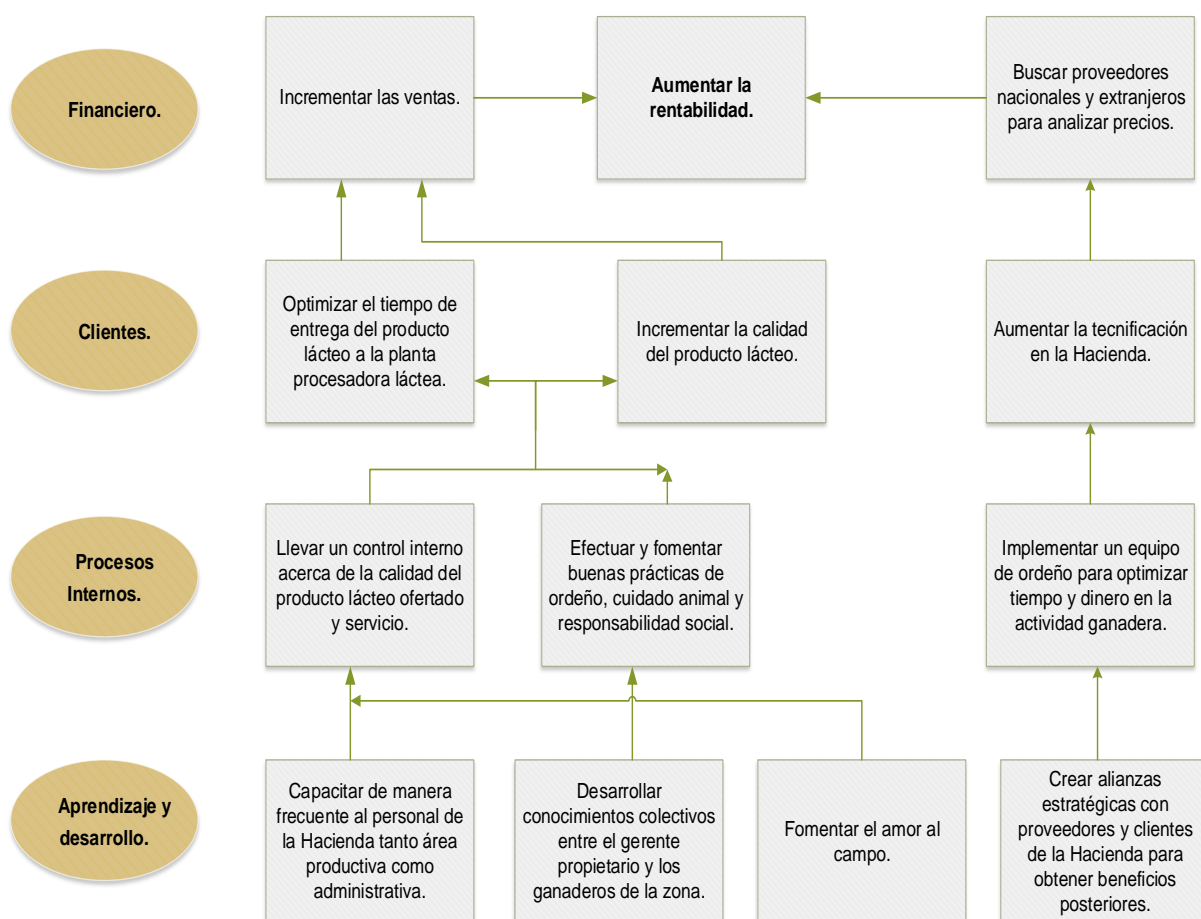 Financiero.
Incrementar las ventas.
Aumentar la
rentabilidad.
Buscar proveedores
nacionales y extranjeros
para analizar precios.
Clientes.
Optimizar el tiempo de
entrega del producto
lácteo a la planta
procesadora láctea.
Incrementar la calidad
del producto lácteo.
Aumentar la tecnificación
en la Hacienda.
Procesos
Internos.
Llevar un control interno
acerca de la calidad del
producto lácteo ofertado
y servicio.
Efectuar y fomentar
buenas prácticas de
ordeño, cuidado animal y
responsabilidad social.
Implementar un equipo
de ordeño para optimizar
tiempo y dinero en la
actividad ganadera.
Aprendizaje y
desarrollo.
Capacitar de manera
frecuente al personal de
la Hacienda tanto área
productiva como
administrativa.
Desarrollar
conocimientos colectivos
entre el gerente
propietario y los
ganaderos de la zona.
Fomentar el amor al
campo.
Crear alianzas
estratégicas con
proveedores y clientes
de la Hacienda para
obtener beneficios
posteriores.